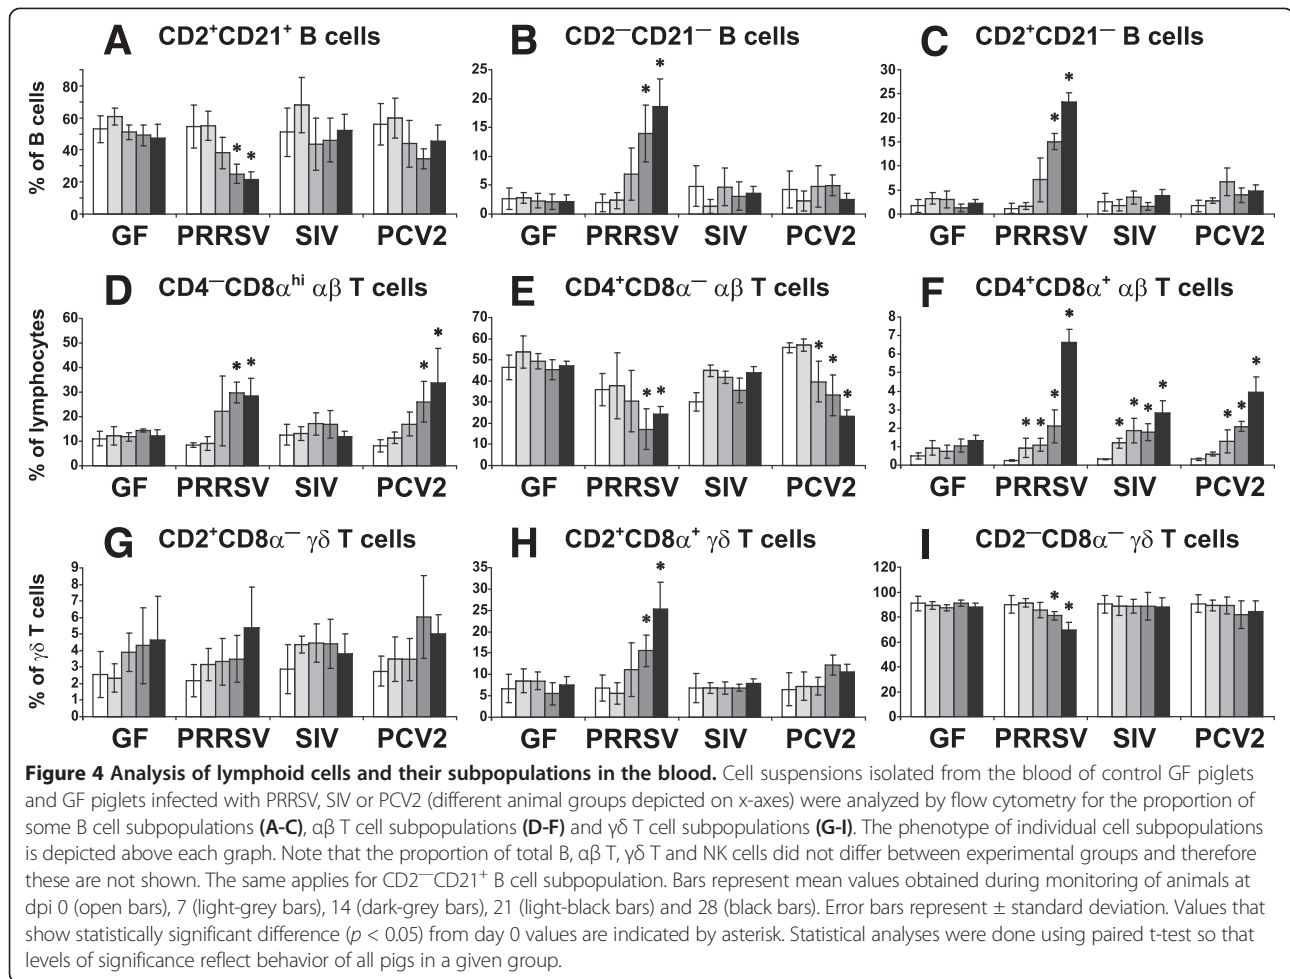 A CD2⁺CD21⁺ B cells
B CD2⁻CD21⁻ B cells
C CD2⁺CD21⁻ B cells
% of B cells
80
60
40
20
0
25
20
15
10
5
0
30
25
20
15
10
5
0
* *
* *
* *
GF PRRSV SIV PCV2
GF PRRSV SIV PCV2
GF PRRSV SIV PCV2
D CD4⁻CD8αʰⁱ αβ T cells
E CD4⁺CD8α⁻ αβ T cells
F CD4⁺CD8α⁺ αβ T cells
% of lymphocytes
60
50
40
30
20
10
0
70
60
50
40
30
20
10
0
8
7
6
5
4
3
2
1
0
* * * *
* * * * *
* * * * * * * * * * *
GF PRRSV SIV PCV2
GF PRRSV SIV PCV2
GF PRRSV SIV PCV2
G CD2⁺CD8α⁻ γδ T cells
H CD2⁺CD8α⁺ γδ T cells
I CD2⁻CD8α⁻ γδ T cells
% of γδ T cells
9
8
7
6
5
4
3
2
1
0
35
30
25
20
15
10
5
0
120
100
80
60
40
20
0
* *
* *
GF PRRSV SIV PCV2
GF PRRSV SIV PCV2
GF PRRSV SIV PCV2
Figure 4 Analysis of lymphoid cells and their subpopulations in the blood. Cell suspensions isolated from the blood of control GF piglets
and GF piglets infected with PRRSV, SIV or PCV2 (different animal groups depicted on x-axes) were analyzed by flow cytometry for the proportion of
some B cell subpopulations (A-C), αβ T cell subpopulations (D-F) and γδ T cell subpopulations (G-I). The phenotype of individual cell subpopulations
is depicted above each graph. Note that the proportion of total B, αβ T, γδ T and NK cells did not differ between experimental groups and therefore
these are not shown. The same applies for CD2⁻CD21⁺ B cell subpopulation. Bars represent mean values obtained during monitoring of animals at
dpi 0 (open bars), 7 (light-grey bars), 14 (dark-grey bars), 21 (light-black bars) and 28 (black bars). Error bars represent ± standard deviation. Values that
show statistically significant difference (p < 0.05) from day 0 values are indicated by asterisk. Statistical analyses were done using paired t-test so that
levels of significance reflect behavior of all pigs in a given group.